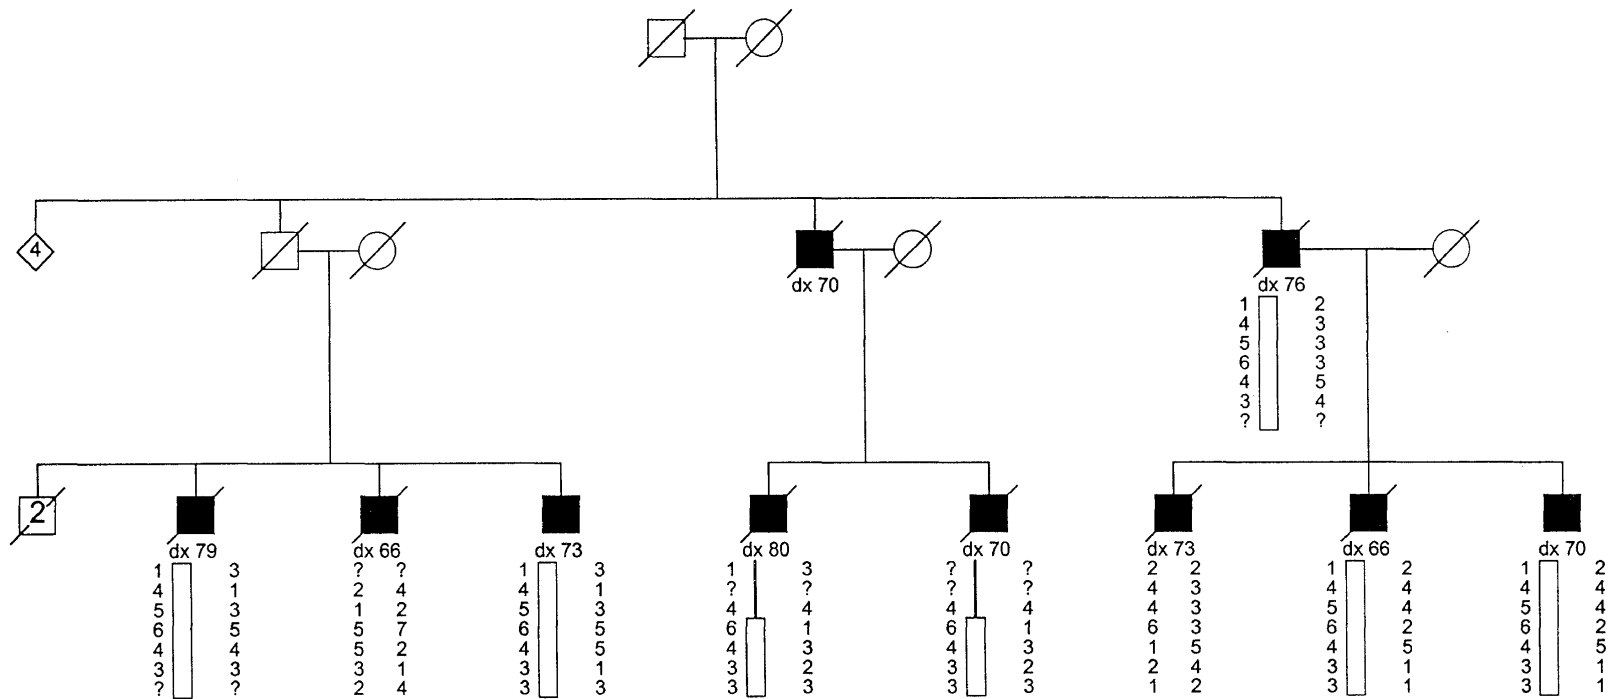 4
dx 70
dx 76
1 2
4 3
5 3
6 3
4 5
3 4
? ?
2
dx 79 dx 66 dx 73 dx 80 dx 70 dx 73 dx 66 dx 70
1 3 ? ? 1 3 1 3 ? ? 2 2 1 2 1 2
4 1 2 4 4 1 ? ? ? ? 4 3 4 4 4 4
5 3 1 2 5 3 4 4 4 4 4 3 5 4 5 4
6 5 5 7 6 5 6 1 6 1 6 3 6 2 6 2
4 4 5 2 4 5 4 3 4 3 1 5 4 5 4 5
3 3 3 1 3 1 3 2 3 2 2 4 3 1 3 1
? ? 2 4 3 3 3 3 3 3 1 2 3 1 3 1